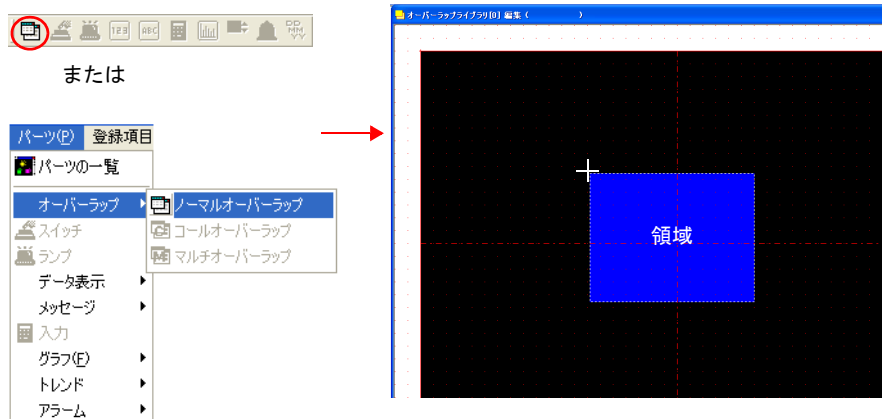 123
ABC
DD
MM
YY
または
パーツ(P) 登録項目
パーツの一覧
オーバーラップ
スイッチ
ランプ
データ表示
メッセージ
入力
グラフ(F)
トレンド
アラーム
ノーマルオーバーラップ
コールオーバーラップ
マルチオーバーラップ
オーバーラップライブラリ[0] 編集 ( )
領域